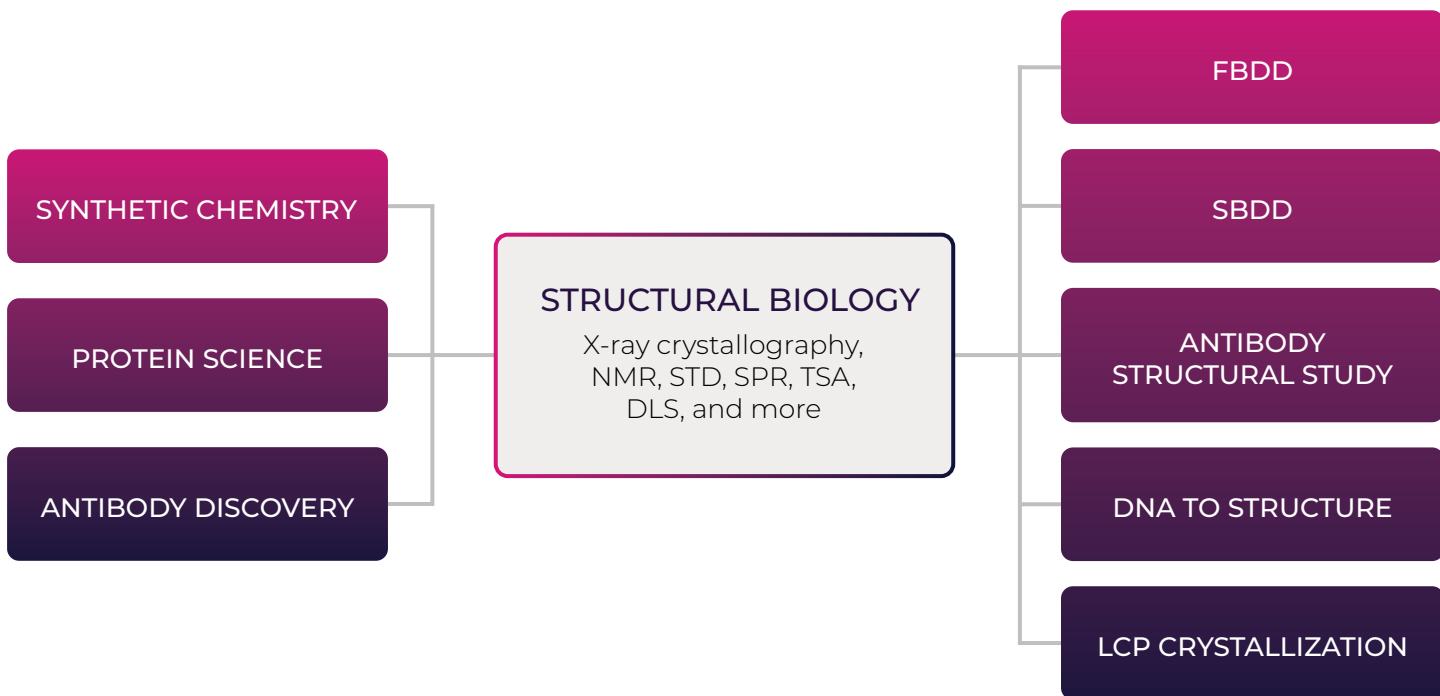 SYNTHETIC CHEMISTRY
PROTEIN SCIENCE
ANTIBODY DISCOVERY
STRUCTURAL BIOLOGY
X-ray crystallography,
NMR, STD, SPR, TSA,
DLS, and more
FBDD
SBDD
ANTIBODY
STRUCTURAL STUDY
DNA TO STRUCTURE
LCP CRYSTALLIZATION